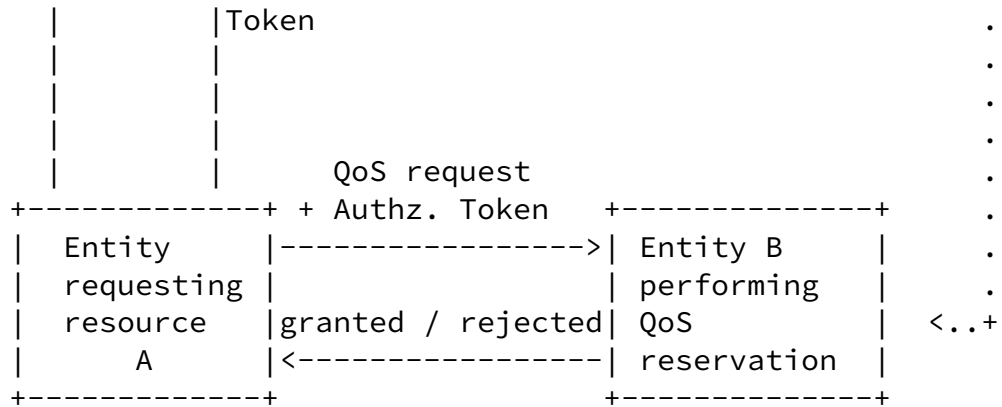 |        |Token                                  .
  |        |                                       .
  |        |                                       .
  |        |                                       .
  |        |      QoS request                      .
+-------------+ + Authz. Token   +--------------+     .
|  Entity     |----------------->| Entity B     |     .
|  requesting |                  | performing   |     .
|  resource   |granted / rejected| QoS          |  <..+
|      A      |<-----------------| reservation  |
+-------------+                  +--------------+